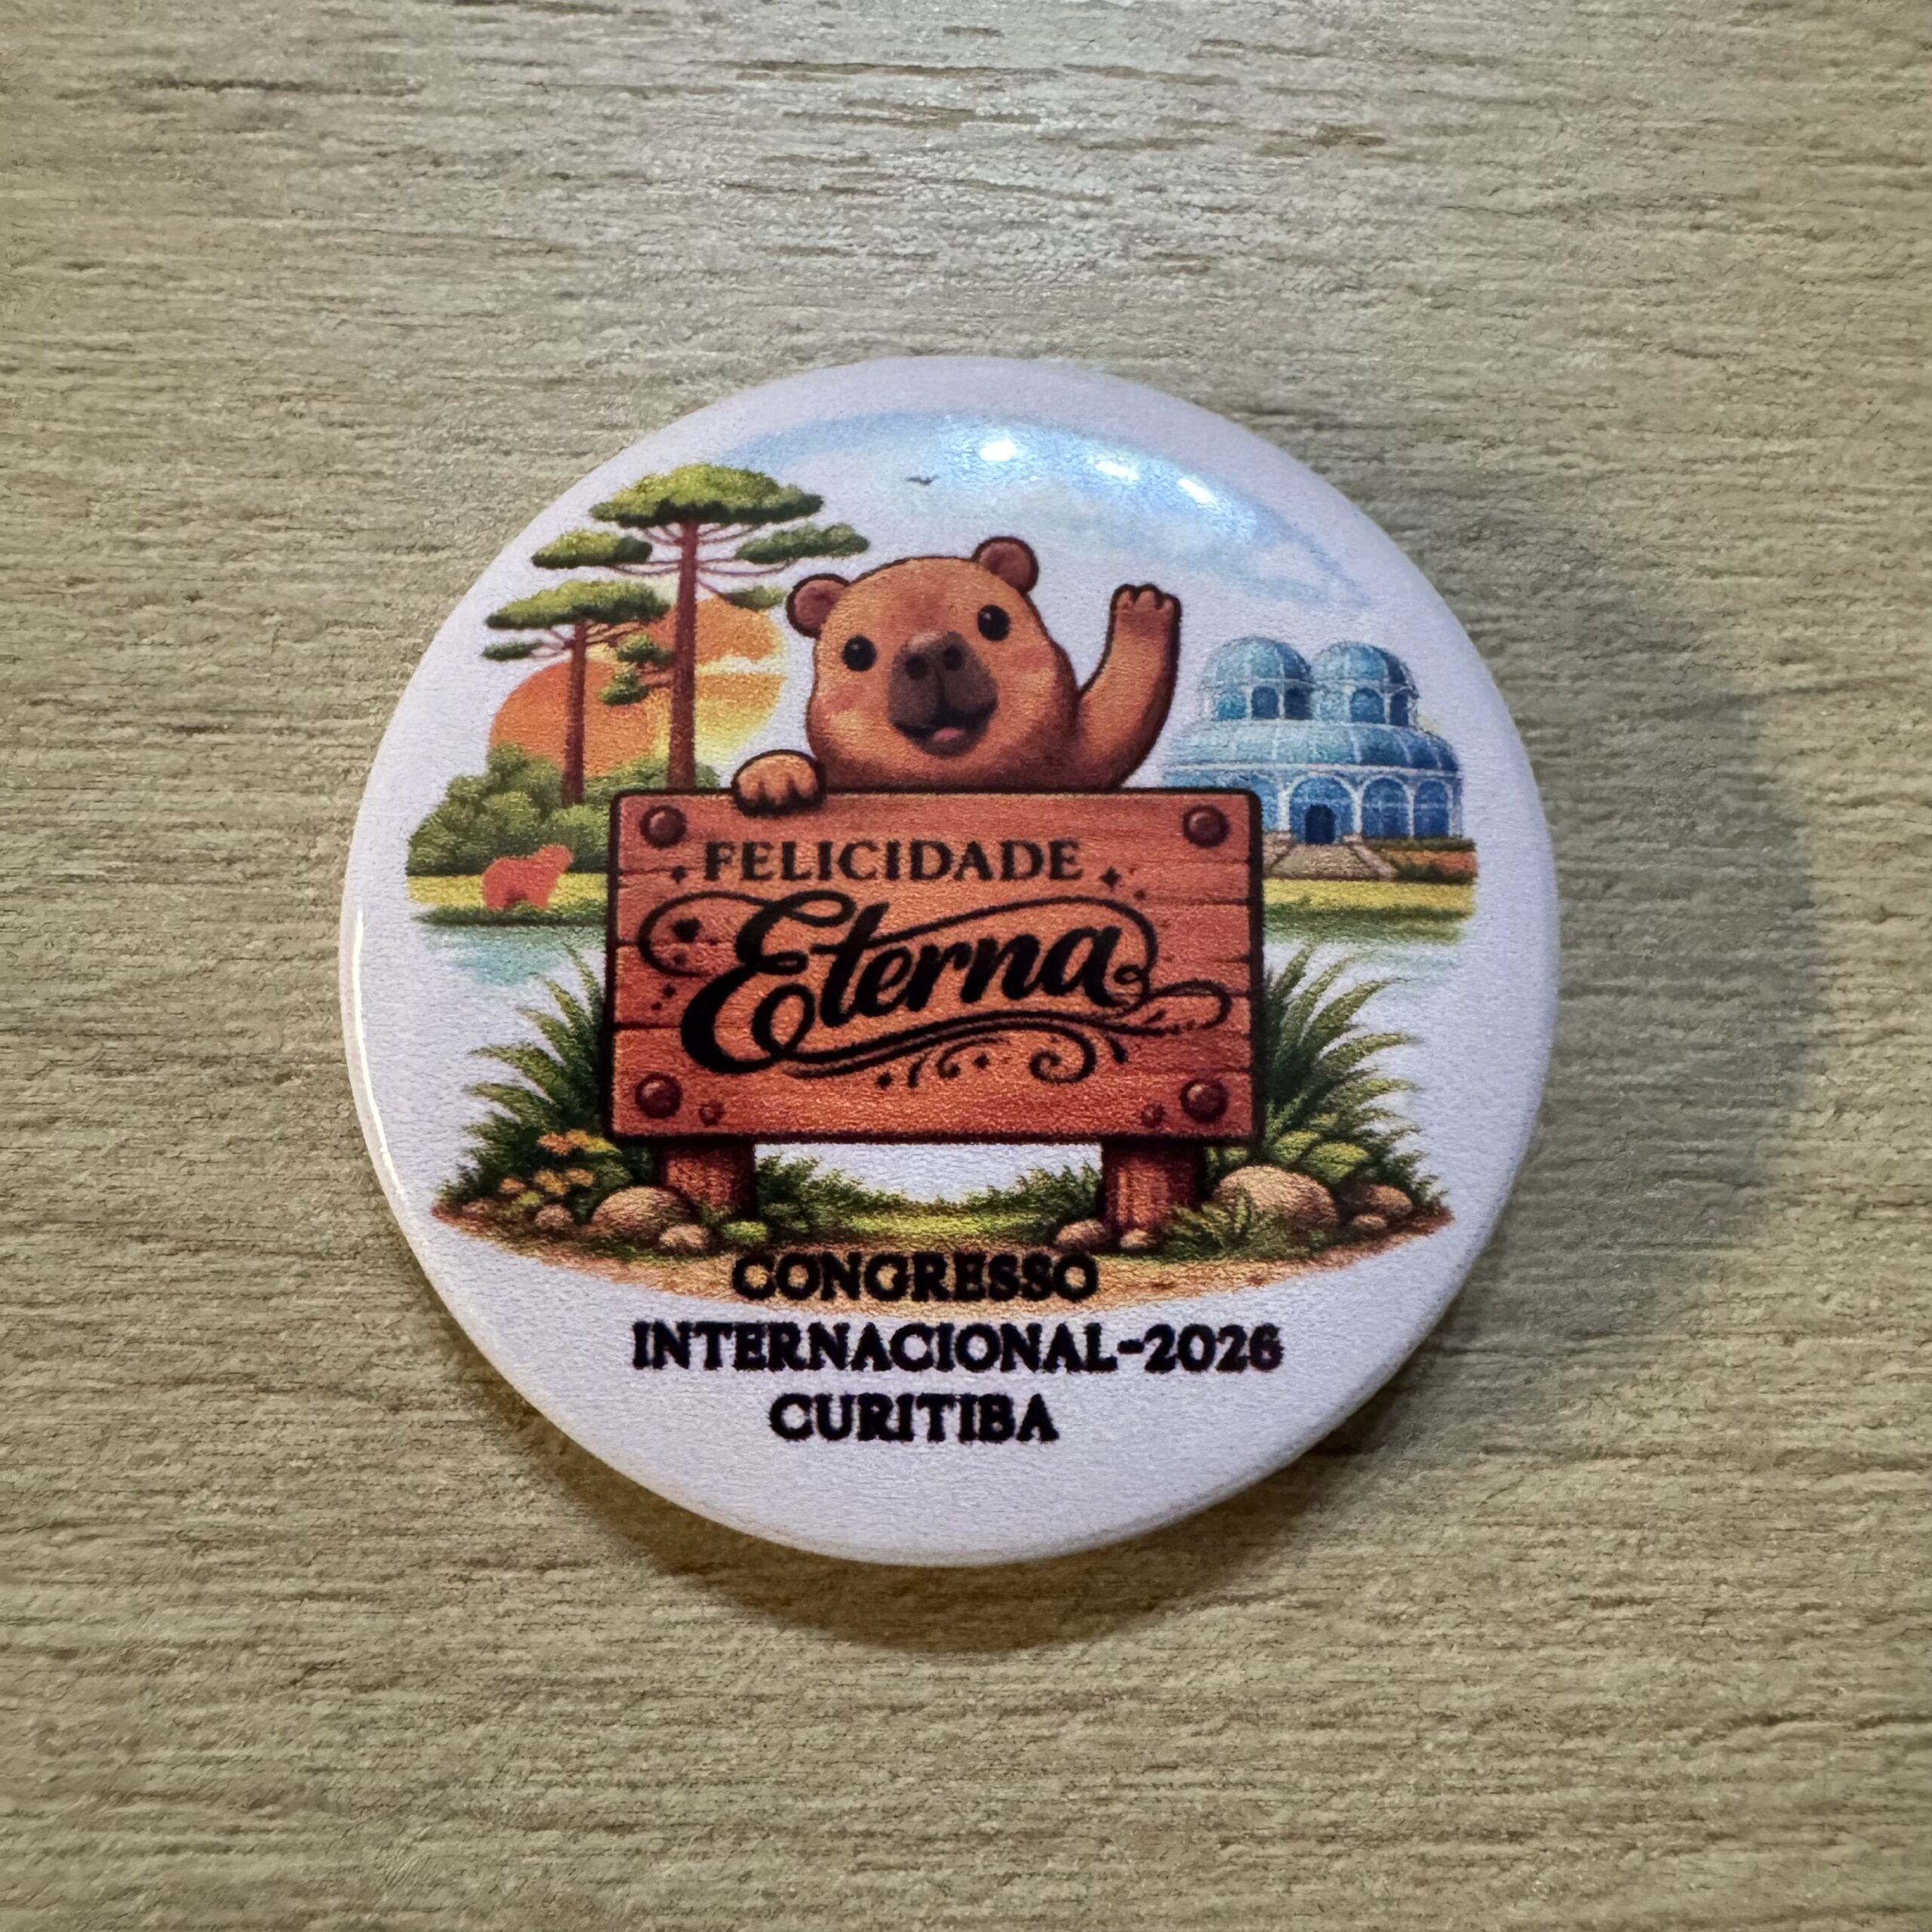 FELICIDADE
Eterna
CONGRESSO
INTERNACIONAL-2026
CURITIBA